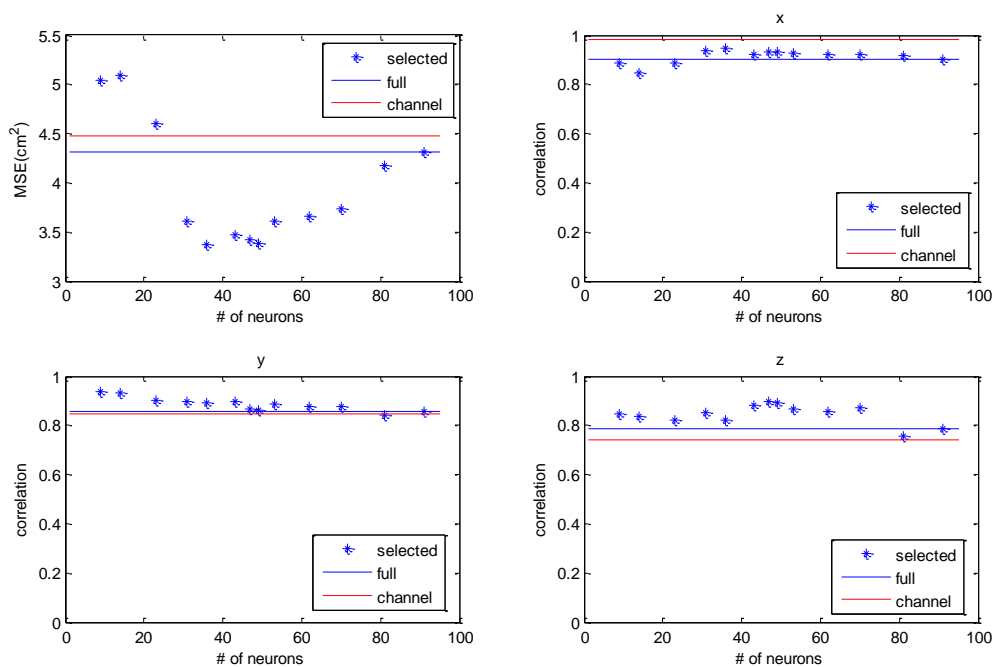 5.5
5
4.5
4
3.5
3
MSE(cm²)
0
20
40
60
80
100
# of neurons
selected
full
channel
x
1
0.8
0.6
0.4
0.2
0
correlation
0
20
40
60
80
100
# of neurons
selected
full
channel
y
1
0.8
0.6
0.4
0.2
0
correlation
0
20
40
60
80
100
# of neurons
selected
full
channel
z
1
0.8
0.6
0.4
0.2
0
correlation
0
20
40
60
80
100
# of neurons
selected
full
channel